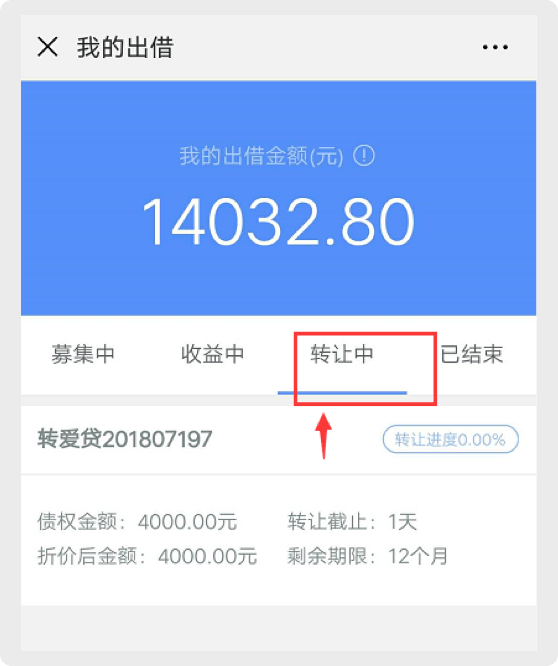 我的出借
我的出借金额(元)
14032.80
募集中 收益中 转让中 已结束
转爱贷201807197 转让进度0.00%
债权金额：4000.00元 转让截止：1天
折价后金额：4000.00元 剩余期限：12个月